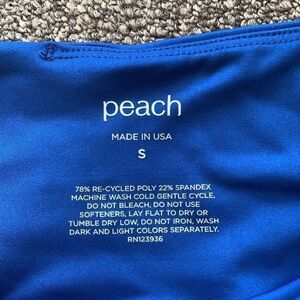 peach
MADE IN USA
S
78% RE-CYCLED POLY 22% SPANDEX
MACHINE WASH COLD GENTLE CYCLE,
DO NOT BLEACH, DO NOT USE
SOFTENERS, LAY FLAT TO DRY OR
TUMBLE DRY LOW, DO NOT IRON, WASH
DARK AND LIGHT COLORS SEPARATELY.
RN123936